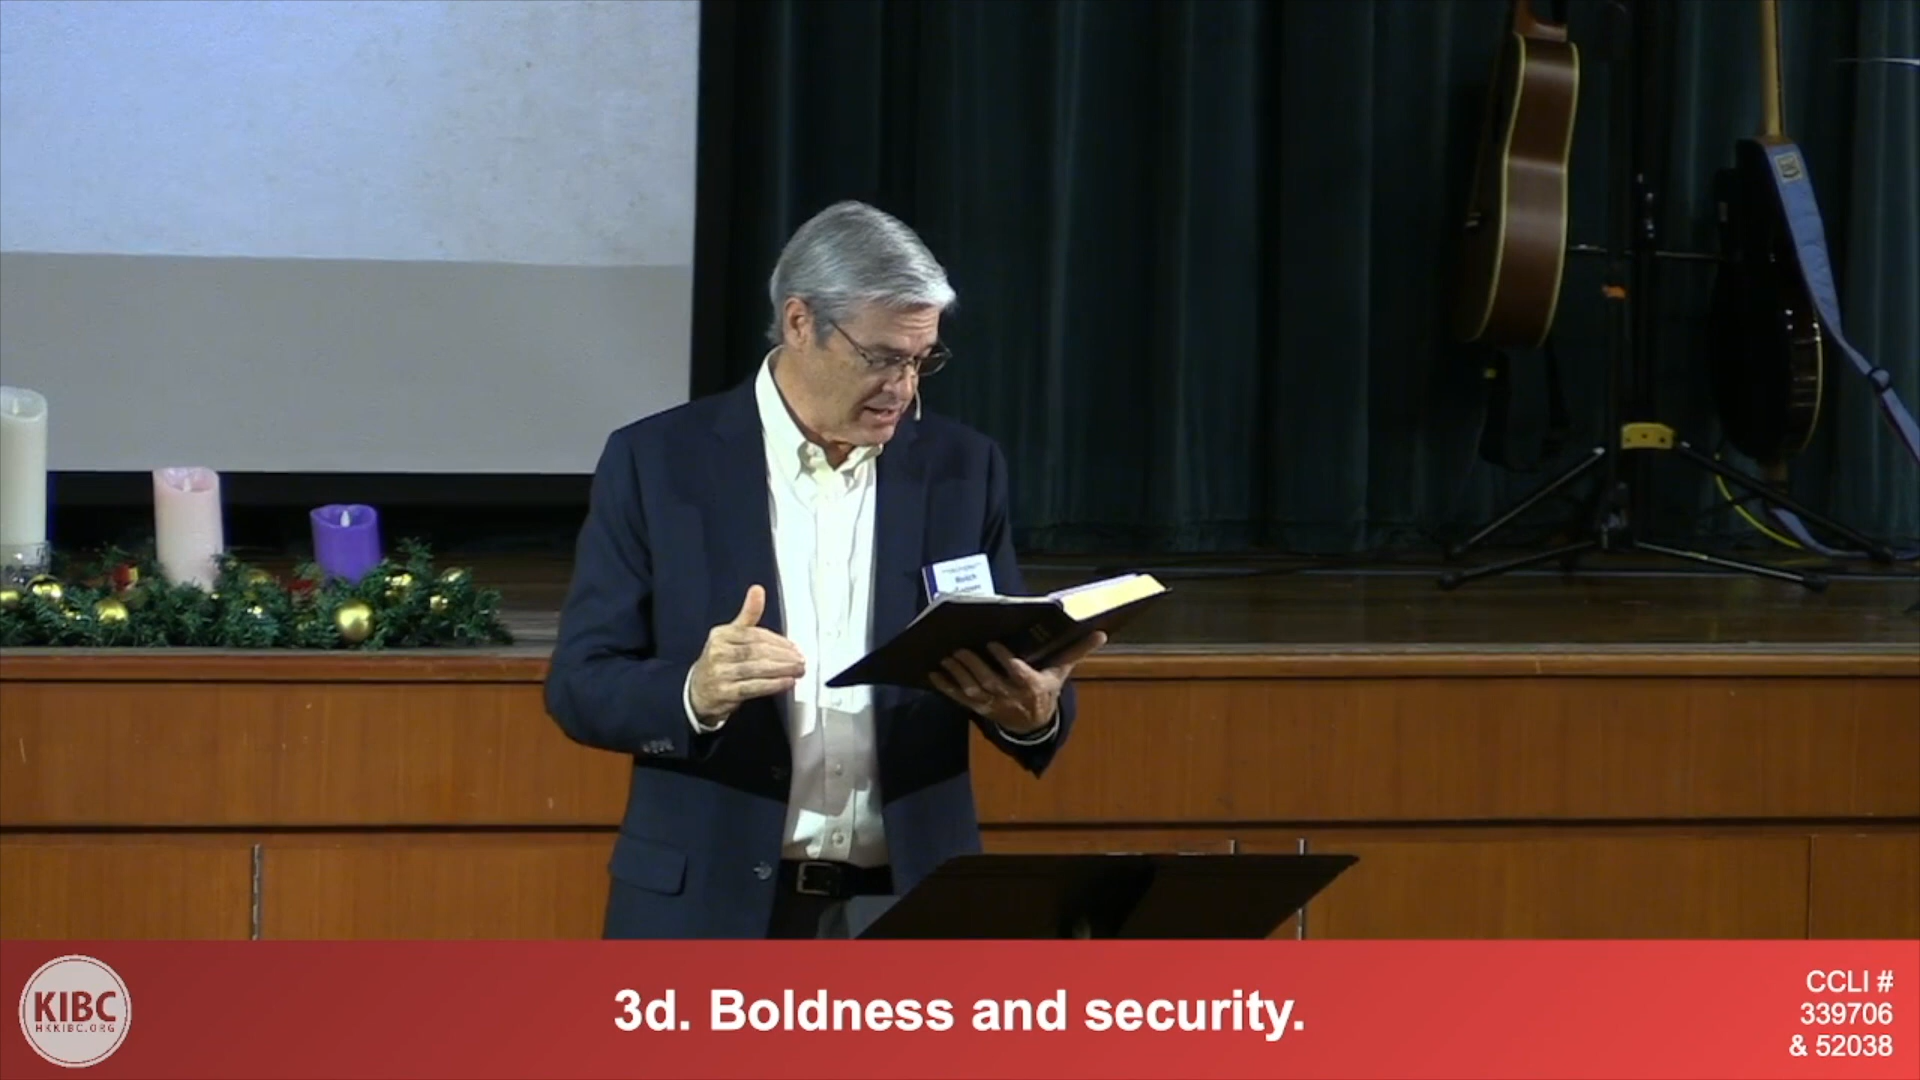 KIBC
HKKIBC.ORG
3d. Boldness and security.
CCLI #
339706
& 52038